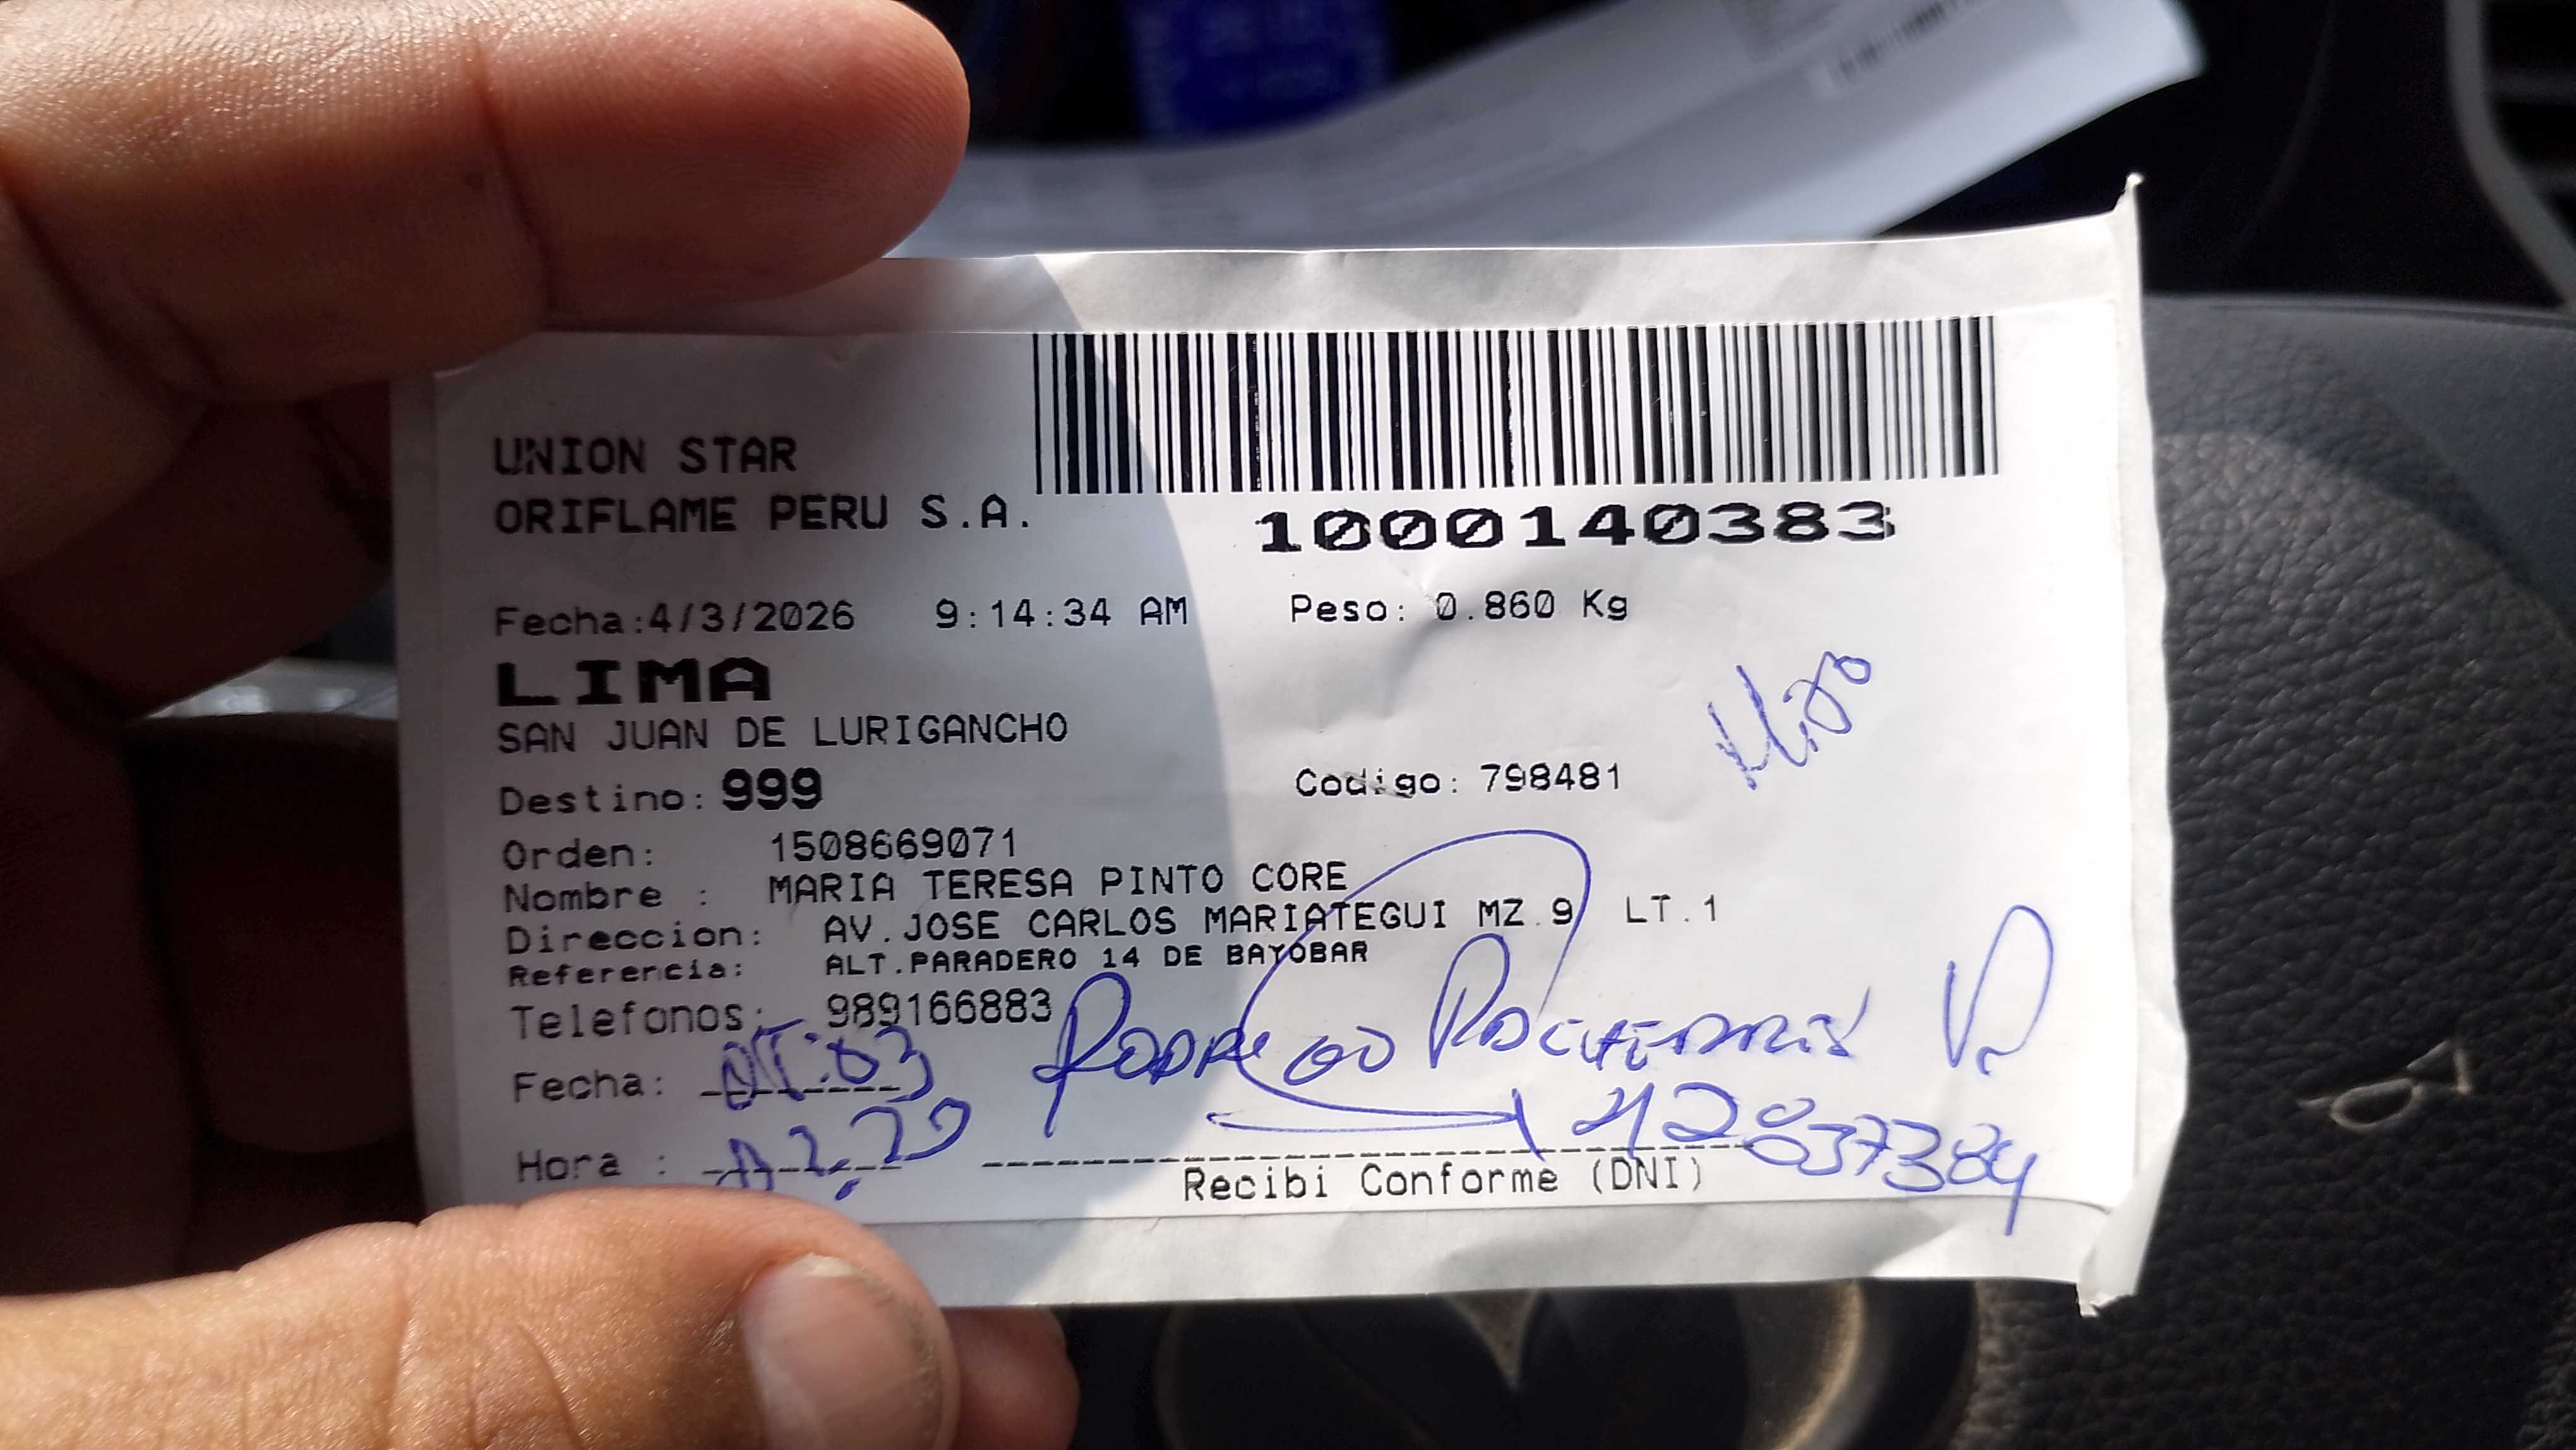 UNION STAR
ORIFLAME PERU S.A.
1000140383
Fecha:4/3/2026 9:14:34 AM Peso: 0.860 Kg
LIMA
SAN JUAN DE LURIGANCHO
Destino: 999 Codigo: 798481
Hijo
Orden: 1508669071
Nombre : MARIA TERESA PINTO CORE
Direccion: AV.JOSE CARLOS MARIATEGUI MZ.9 LT.1
Referencia: ALT.PARADERO 14 DE BAYOBAR
Telefonos: 989166883
Fecha:
Hora :
Recibi Conforme (DNI)